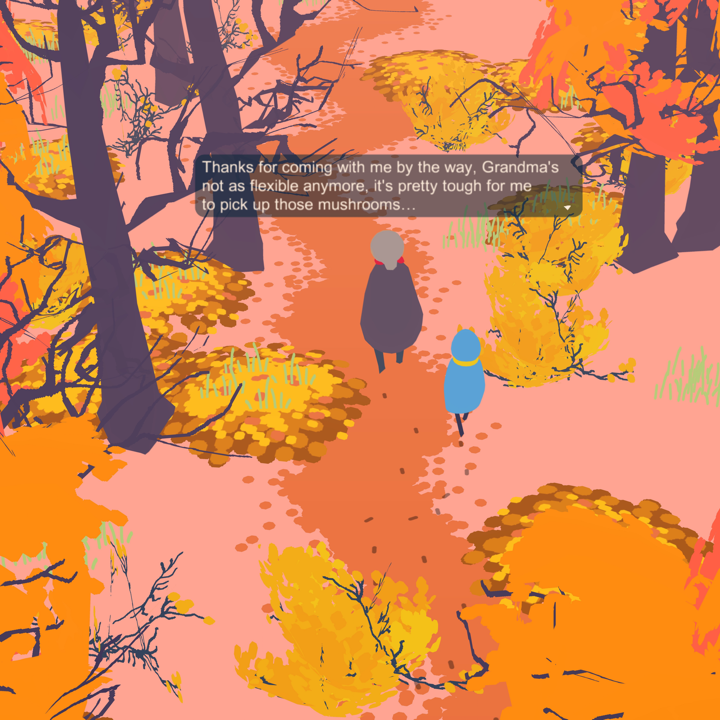 Thanks for coming with me by the way, Grandma's
not as flexible anymore, it's pretty tough for me
to pick up those mushrooms...